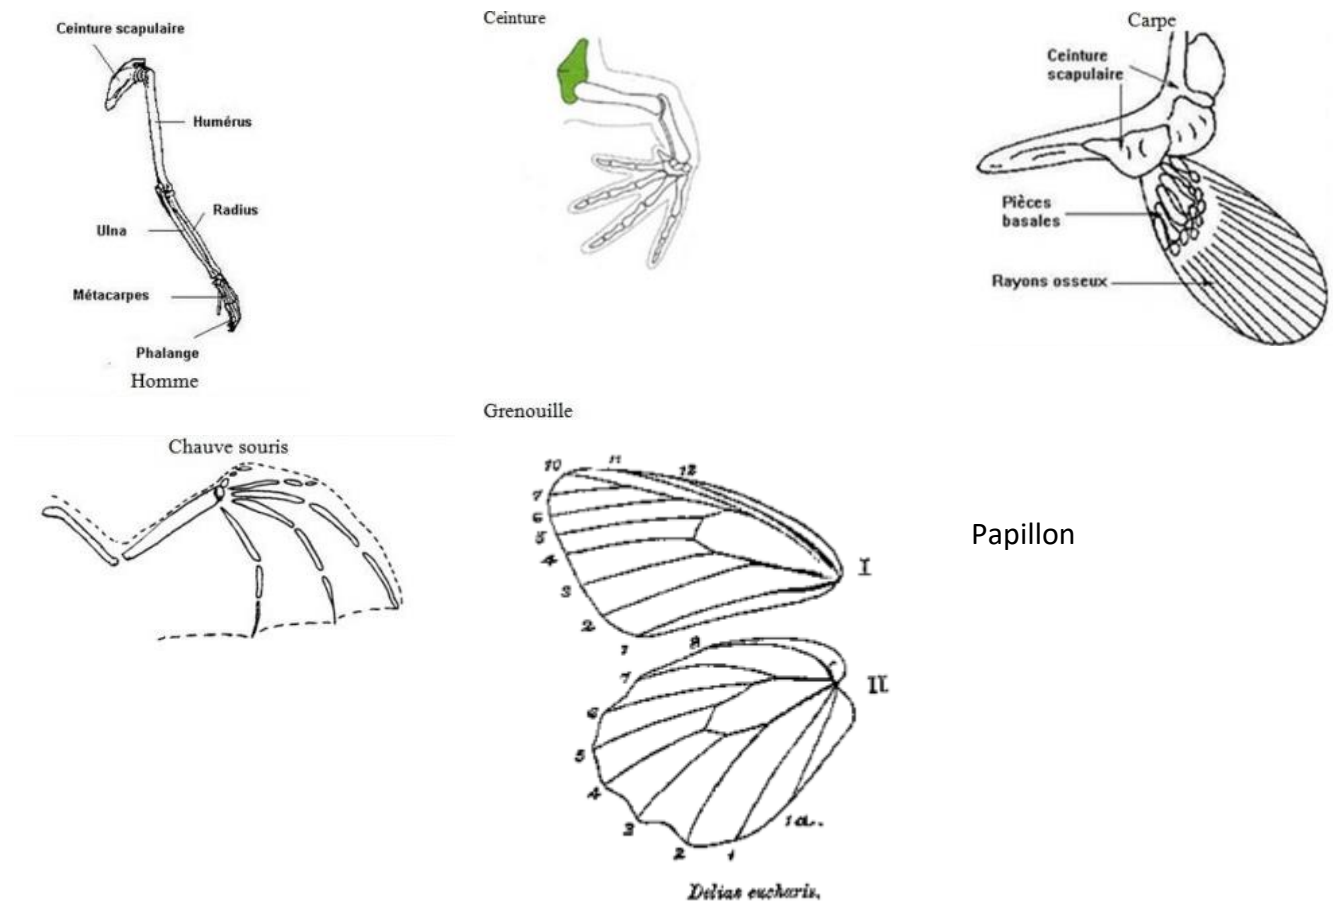 Ceinture scapulaire
Humérus
Radius
Ulna
Métacarpes
Phalange
Homme
Ceinture
Carpe
Ceinture
scapulaire
Pièces
basales
Rayons osseux
Chauve souris
Grenouille
10
11
12
7
6
5
4
3
2
1
I
8
7
6
5
4
3
2
1
1a.
II
Delias eucharis.
Papillon